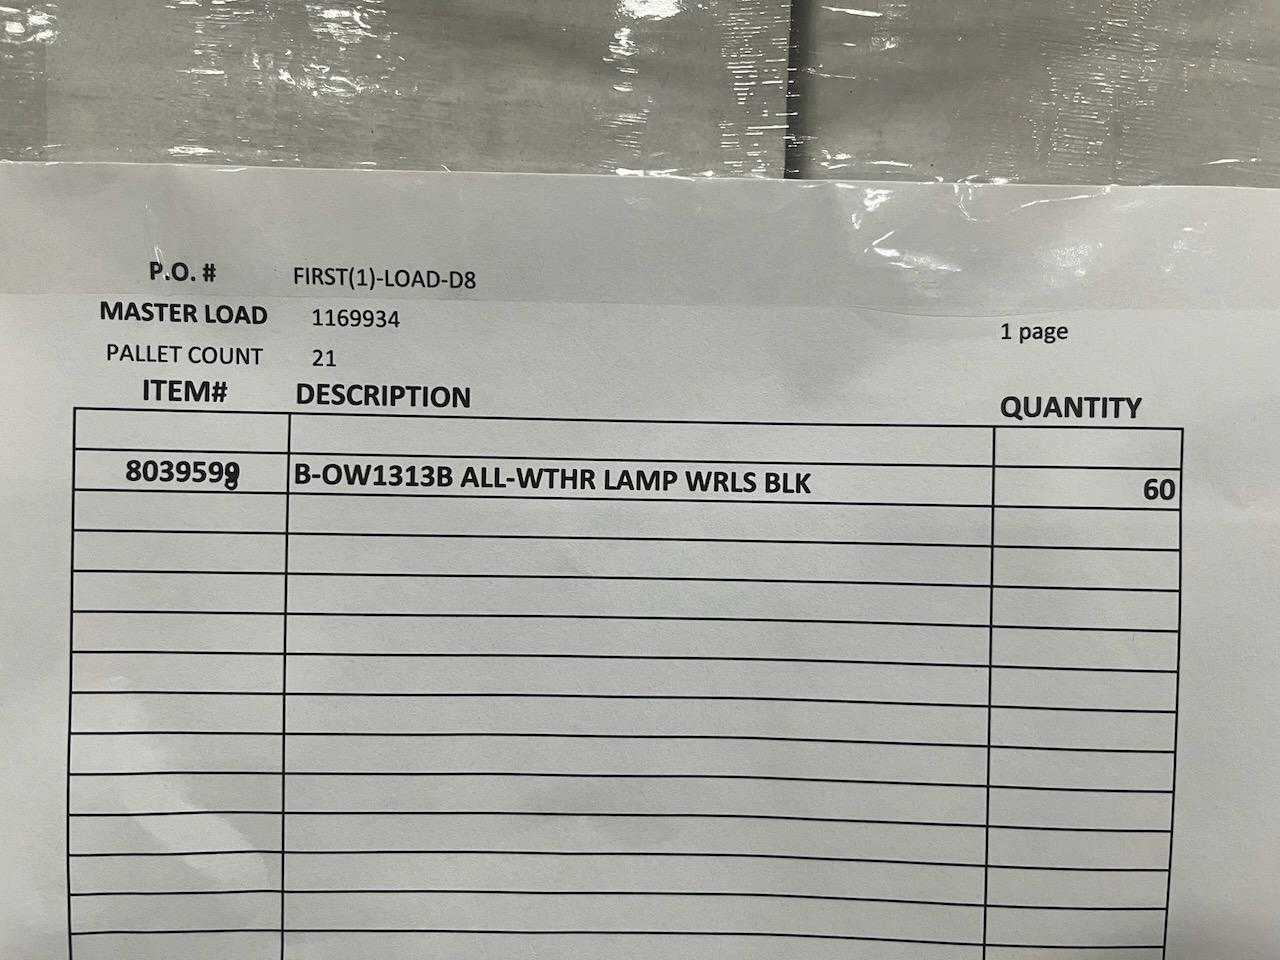 P.O. # FIRST(1)-LOAD-D8
MASTER LOAD 1169934
1 page
PALLET COUNT 21
ITEM# DESCRIPTION QUANTITY
B-OW1313B ALL-WTHR LAMP WRLS BLK 60